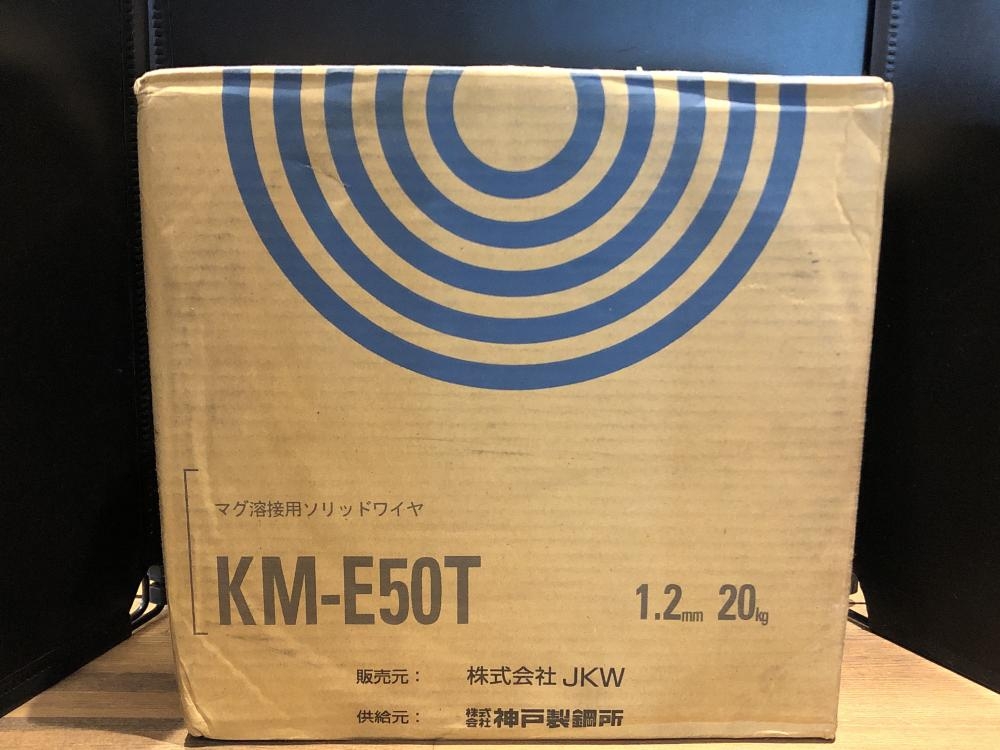 マグ溶接用ソリッドワイヤ
KM-E50T 1.2mm 20kg
販売元： 株式会社 JKW
供給元： 株式会社 神戸製鋼所